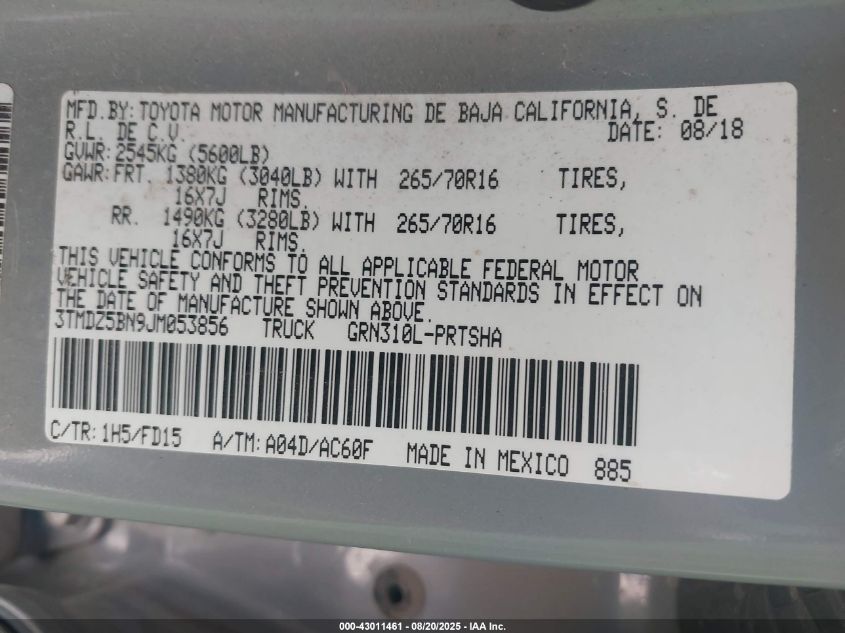 MFD.BY:TOYOTA MOTOR MANUFACTURING DE BAJA CALIFORNIA, S. DE
R.L. DE C.V. DATE: 08/18
GVWR:2545KG (5600LB)
GAWR:FRT. 1380KG (3040LB) WITH 265/70R16 TIRES,
16X7J RIMS.
RR. 1490KG (3280LB) WITH 265/70R16 TIRES,
16X7J RIMS.
THIS VEHICLE CONFORMS TO ALL APPLICABLE FEDERAL MOTOR
VEHICLE SAFETY AND THEFT PREVENTION STANDARDS IN EFFECT ON
THE DATE OF MANUFACTURE SHOWN ABOVE.
3TMDZ5BN9JM053856 TRUCK GRN310L-PRTSHA
C/TR:1H5/FD15 A/TM:A04D/AC60F MADE IN MEXICO 885
000-43011461 - 08/20/2025 - IAA Inc.